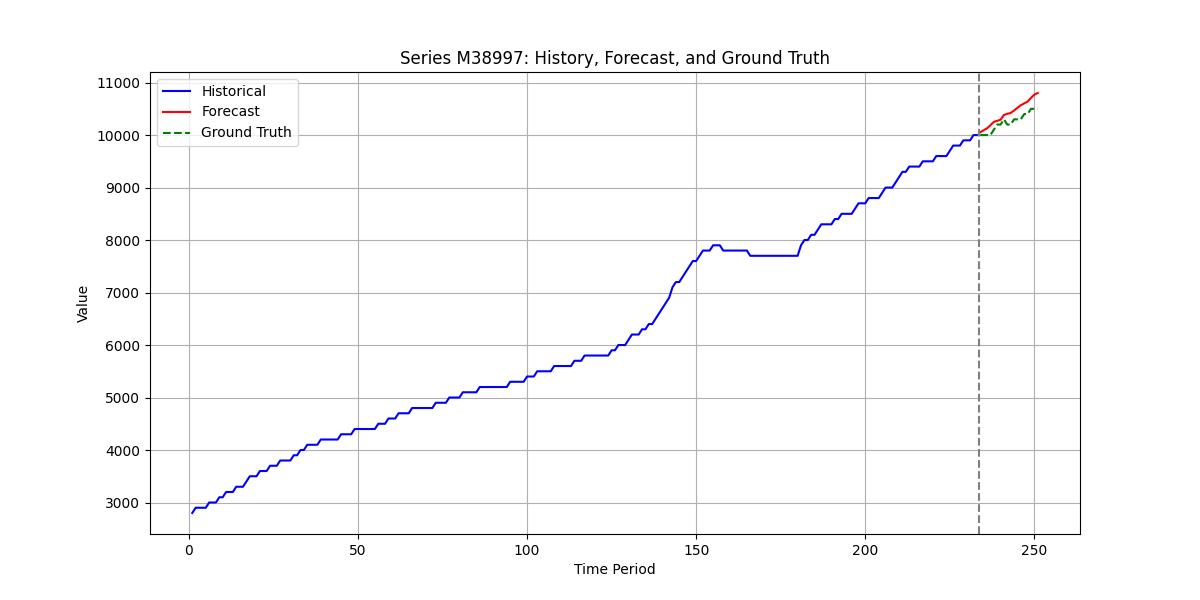 Series M38997: History, Forecast, and Ground Truth
Historical
Forecast
Ground Truth
11000
10000
9000
8000
7000
6000
5000
4000
3000
Value
0 50 100 150 200 250
Time Period